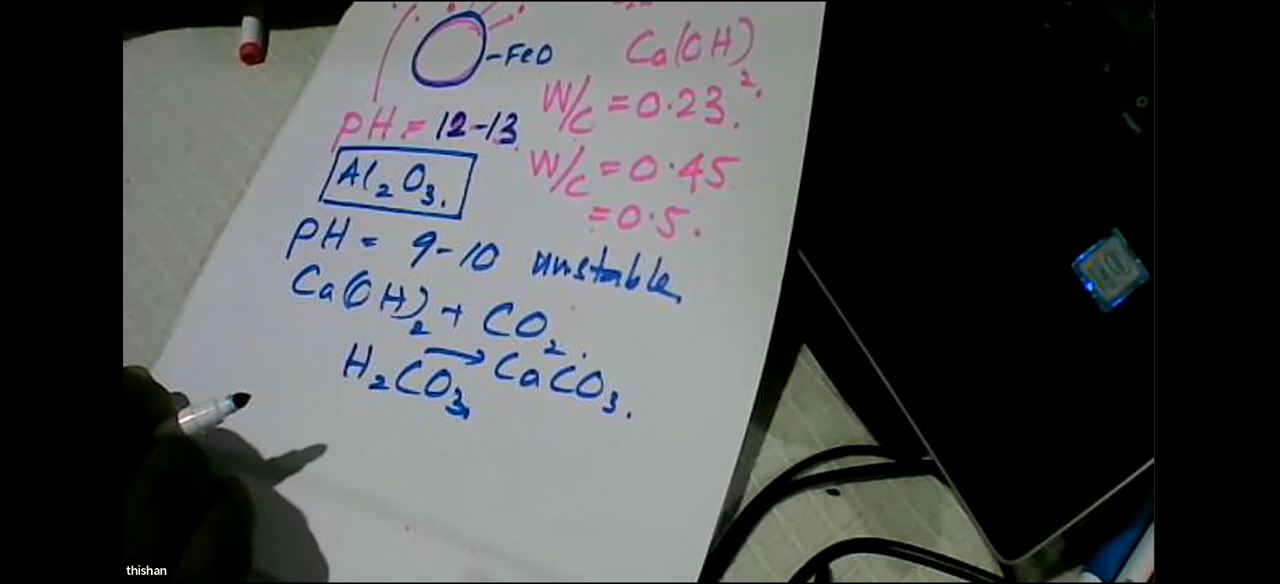 -FeO
Ca(OH)2.
W/C = 0.23.
pH = 12-13
W/C = 0.45
Al2O3.
= 0.5.
PH = 9-10 unstable,
Ca(OH)2 + CO2.
H2CO3, → CaCO3.
thishan